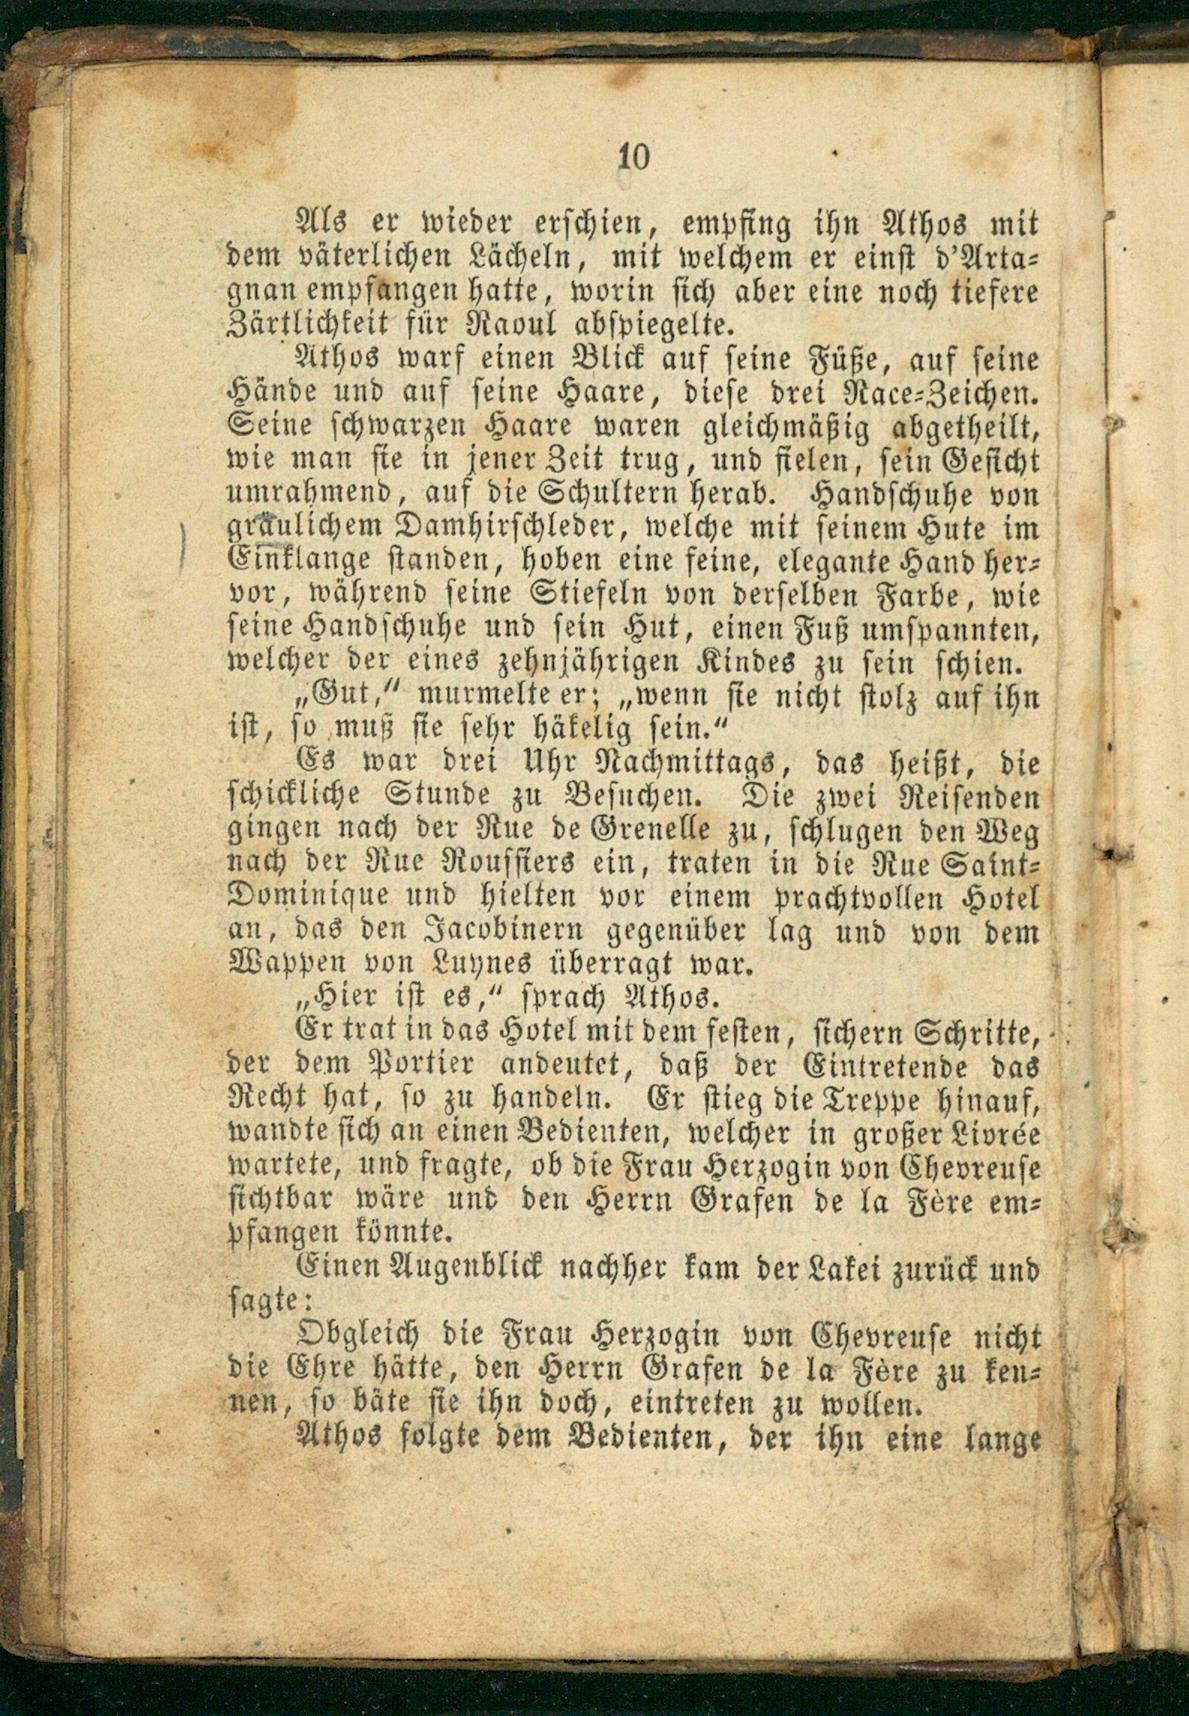 10
Als er wieder erschien, empfing ihn Athos mit
dem väterlichen Lächeln, mit welchem er einst d'Arta-
gnan empfangen hatte, worin sich aber eine noch tiefere
Zärtlichkeit für Raoul abspiegelte.
Athos warf einen Blick auf seine Füße, auf seine
Hände und auf seine Haare, diese drei Race-Zeichen.
Seine schwarzen Haare waren gleichmäßig abgetheilt,
wie man sie in jener Zeit trug, und fielen, sein Gesicht
umrahmend, auf die Schultern herab. Handschuhe von
gräulichem Damhirschleder, welche mit seinem Hute im
Einklange standen, hoben eine feine, elegante Hand her-
vor, während seine Stiefeln von derselben Farbe, wie
seine Handschuhe und sein Hut, einen Fuß umspannten,
welcher der eines zehnjährigen Kindes zu sein schien.
„Gut,“ murmelte er; „wenn sie nicht stolz auf ihn
ist, so muß sie sehr häkelig sein.“
Es war drei Uhr Nachmittags, das heißt, die
schickliche Stunde zu Besuchen. Die zwei Reisenden
gingen nach der Rue de Grenelle zu, schlugen den Weg
nach der Rue Roussiers ein, traten in die Rue Saint-
Dominique und hielten vor einem prachtvollen Hotel
an, das den Jacobinern gegenüber lag und von dem
Wappen von Luynes überragt war.
„Hier ist es,“ sprach Athos.
Er trat in das Hotel mit dem festen, sichern Schritte,
der dem Portier andeutet, daß der Eintretende das
Recht hat, so zu handeln. Er stieg die Treppe hinauf,
wandte sich an einen Bedienten, welcher in großer Livrée
wartete, und fragte, ob die Frau Herzogin von Chevreuse
sichtbar wäre und den Herrn Grafen de la Fère em-
pfangen könnte.
Einen Augenblick nachher kam der Lakei zurück und
sagte:
Obgleich die Frau Herzogin von Chevreuse nicht
die Ehre hätte, den Herrn Grafen de la Fère zu ken-
nen, so bäte sie ihn doch, eintreten zu wollen.
Athos folgte dem Bedienten, der ihn eine lange